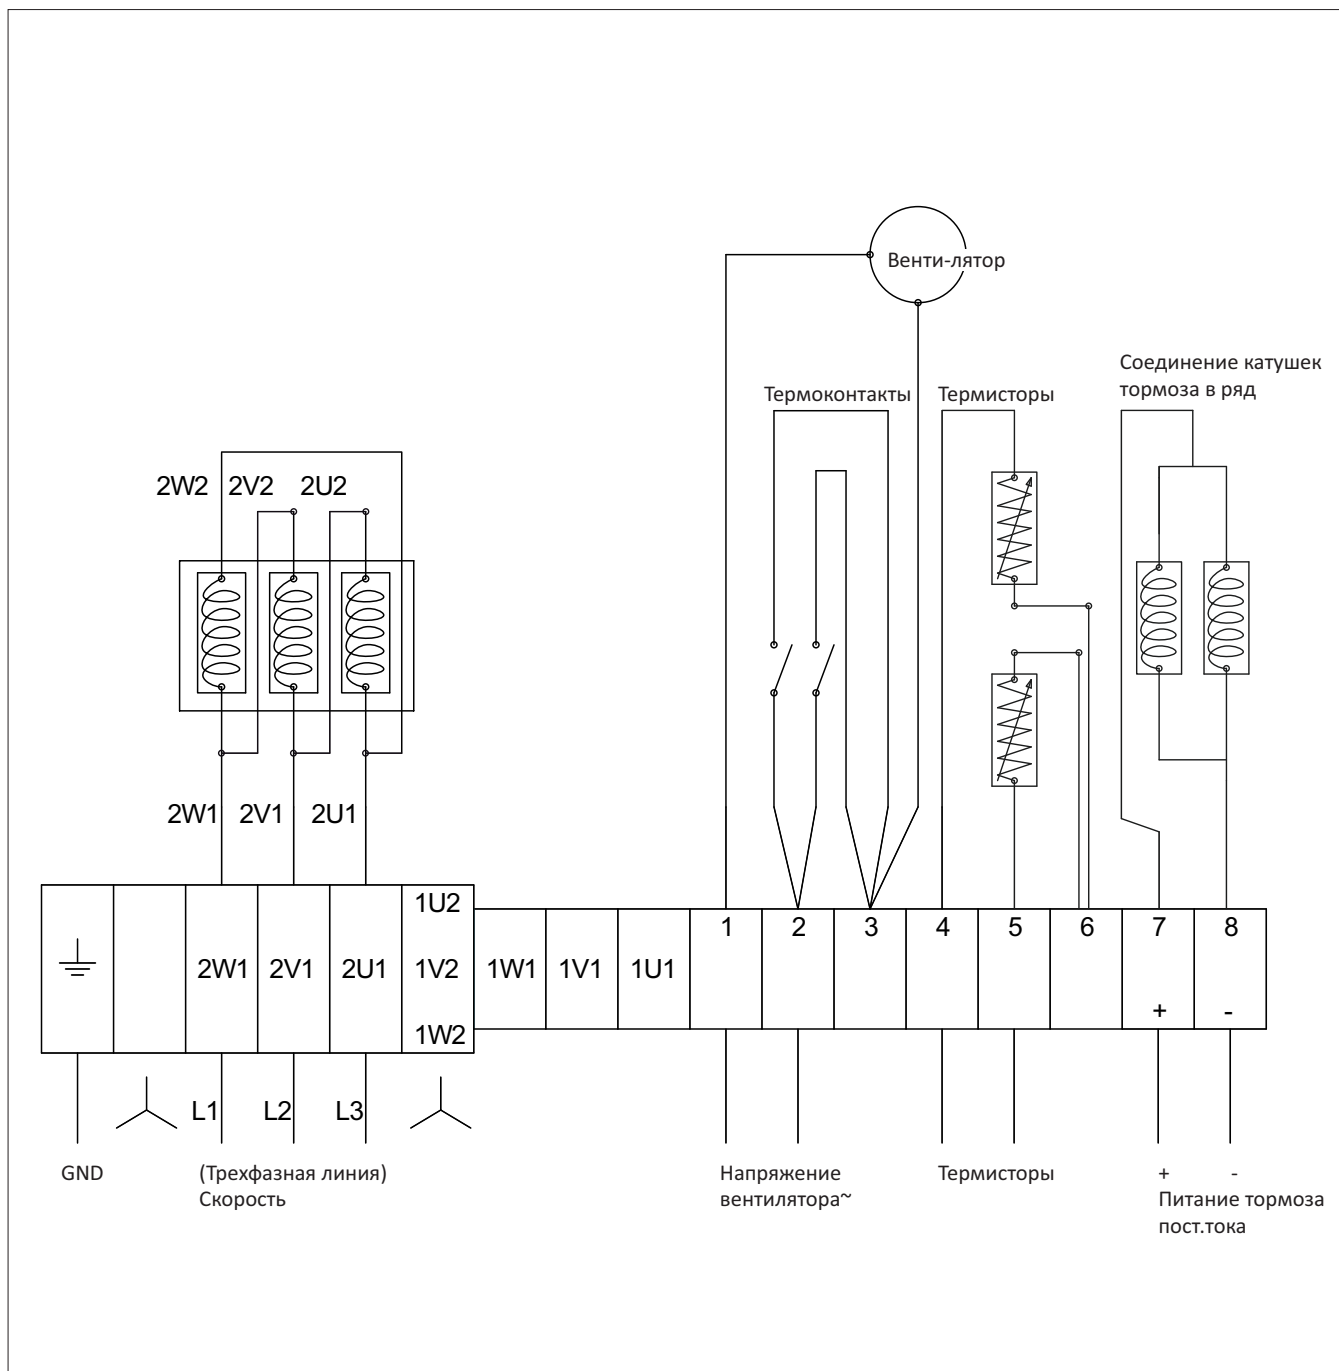 Венти-лятор
Соединение катушек
тормоза в ряд
Термоконтакты
Термисторы
2W2 2V2 2U2
2W1 2V1 2U1
1U2
1 2 3 4 5 6 7 8
2W1 2V1 2U1 1V2 1W1 1V1 1U1
+ -
1W2
L1 L2 L3
GND
(Трехфазная линия)
Скорость
Напряжение
вентилятора~
Термисторы
+ -
Питание тормоза
пост.тока